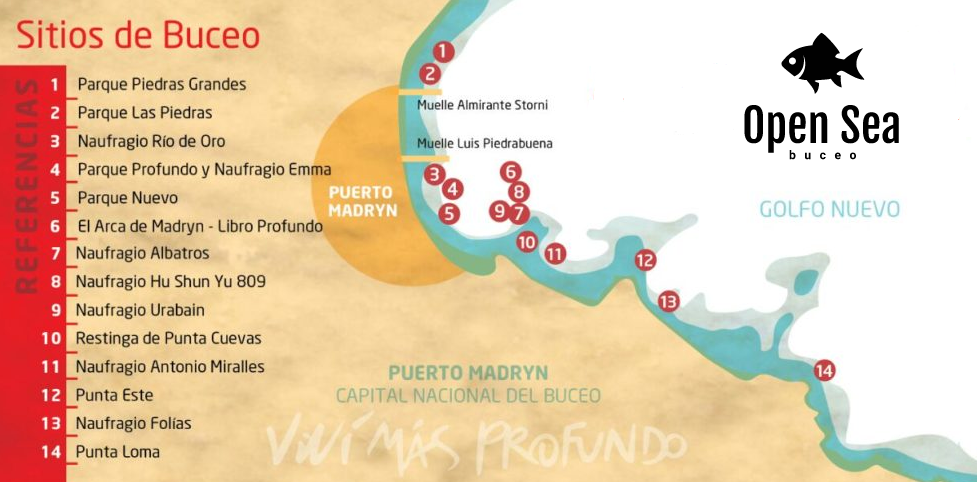 Sitios de Buceo
REFERENCIAS
1 Parque Piedras Grandes
2 Parque Las Piedras
3 Naufragio Río de Oro
4 Parque Profundo y Naufragio Emma
5 Parque Nuevo
6 El Arca de Madryn - Libro Profundo
7 Naufragio Albatros
8 Naufragio Hu Shun Yu 809
9 Naufragio Urabain
10 Restinga de Punta Cuevas
11 Naufragio Antonio Miralles
12 Punta Este
13 Naufragio Folías
14 Punta Loma
1
2
Muelle Almirante Storni
Muelle Luis Piedrabuena
3
4
5
6
8
9
7
10
11
12
13
14
PUERTO
MADRYN
Open Sea
buceo
GOLFO NUEVO
PUERTO MADRYN
CAPITAL NACIONAL DEL BUCEO
VIVÍ MÁS PROFUNDO